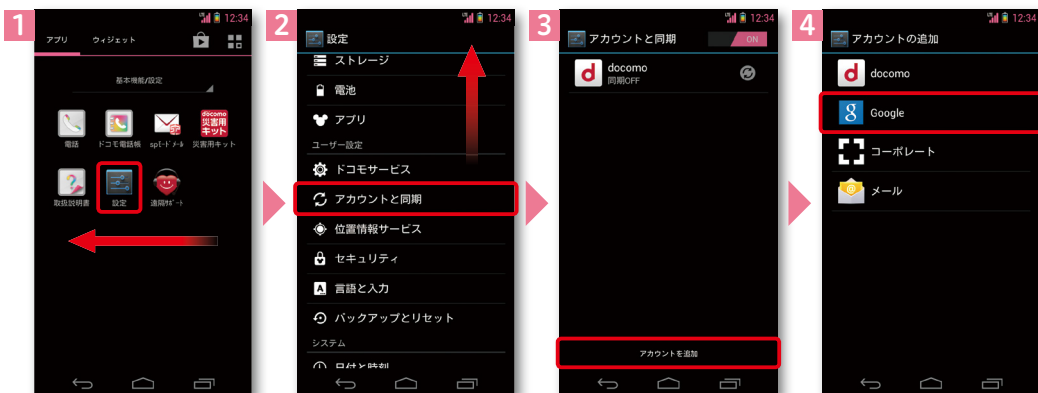 1
12:34
アプリ
ウィジェット
基本機能/設定
電話
ドコモ電話帳
spﾓｰﾄﾞﾒｰﾙ
docomo
災害用
キット
災害用キット
取扱説明書
設定
遠隔ｻﾎﾟｰﾄ
2
12:34
設定
ストレージ
電池
アプリ
ユーザー設定
ドコモサービス
アカウントと同期
位置情報サービス
セキュリティ
A 言語と入力
バックアップとリセット
システム
日付と時刻
3
12:34
アカウントと同期
ON
d
docomo
同期OFF
アカウントを追加
4
12:34
アカウントの追加
d docomo
g Google
コーポレート
@ メール